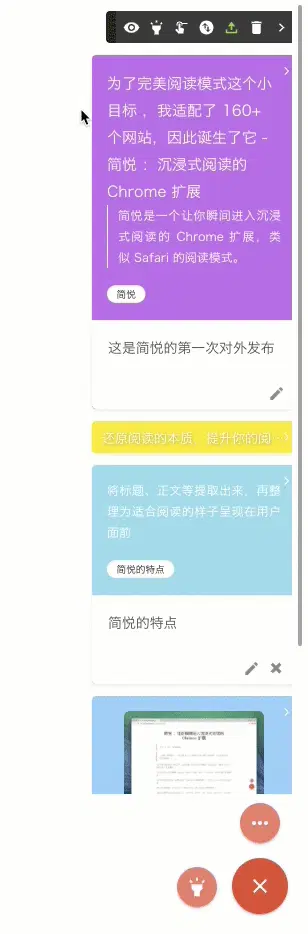 为了完美阅读模式这个小
目标 ，我适配了 160+
个网站，因此诞生了它 -
简悦 ：沉浸式阅读的
Chrome 扩展
简悦是一个让你瞬间进入沉浸
式阅读的 Chrome 扩展，类
似 Safari 的阅读模式。
简悦
这是简悦的第一次对外发布
还原阅读的本质，提升你的阅
将标题、正文等提取出来，再整
理为适合阅读的样子呈现在用户
面前
简悦的特点
简悦的特点